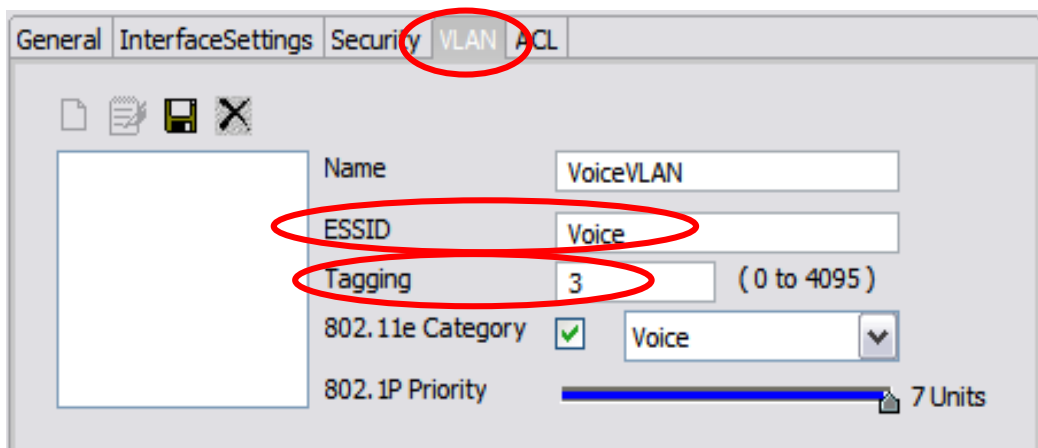 General InterfaceSettings Security VLAN ACL
Name VoiceVLAN
ESSID Voice
Tagging 3 ( 0 to 4095 )
802.11e Category Voice
802.1P Priority 7 Units